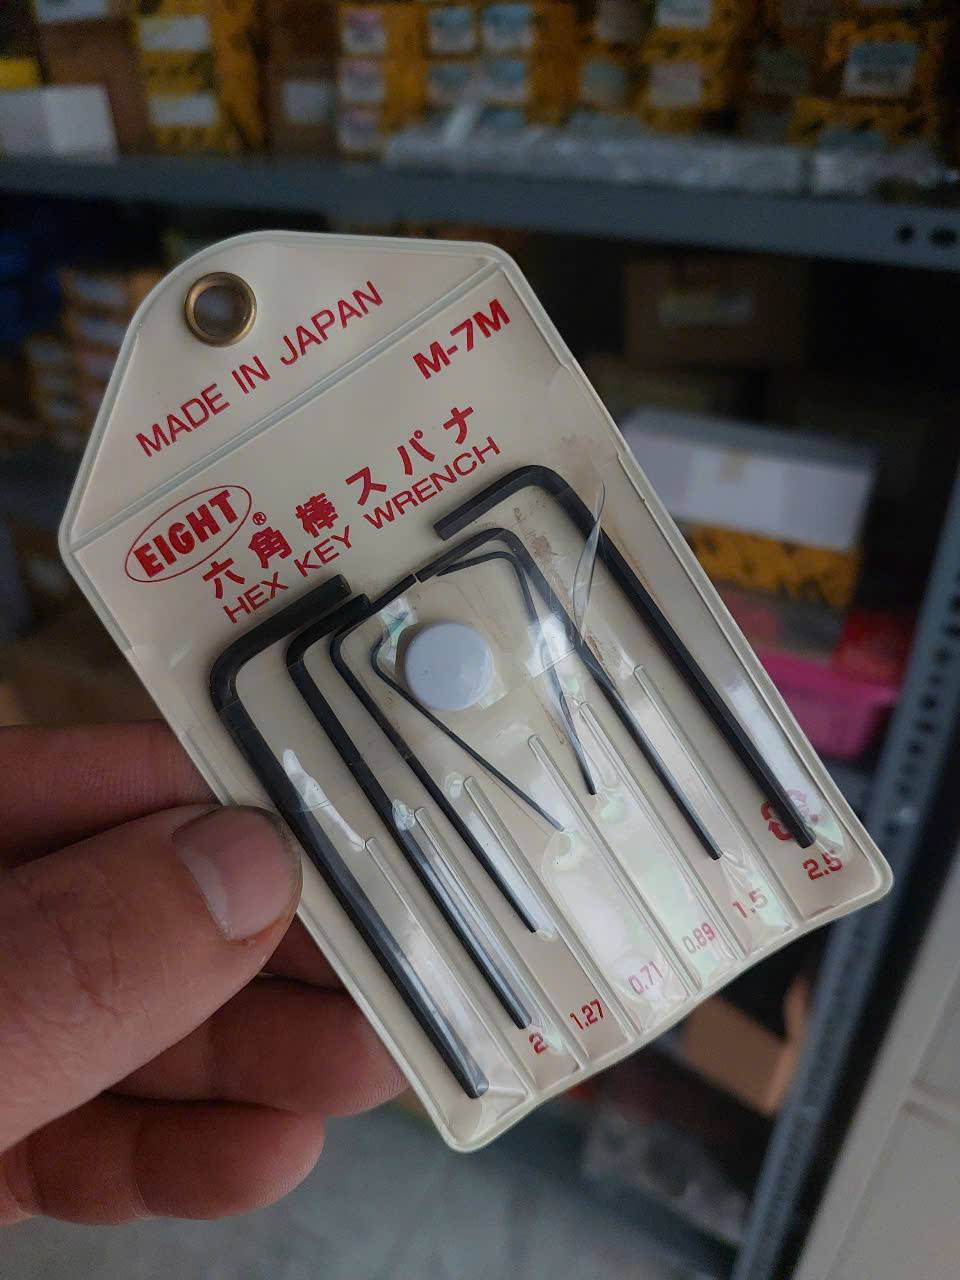 MADE IN JAPAN
M-7M
EIGHT®
六角棒スパナ
HEX KEY WRENCH
2
1.27
0.71
0.89
1.5
2.5